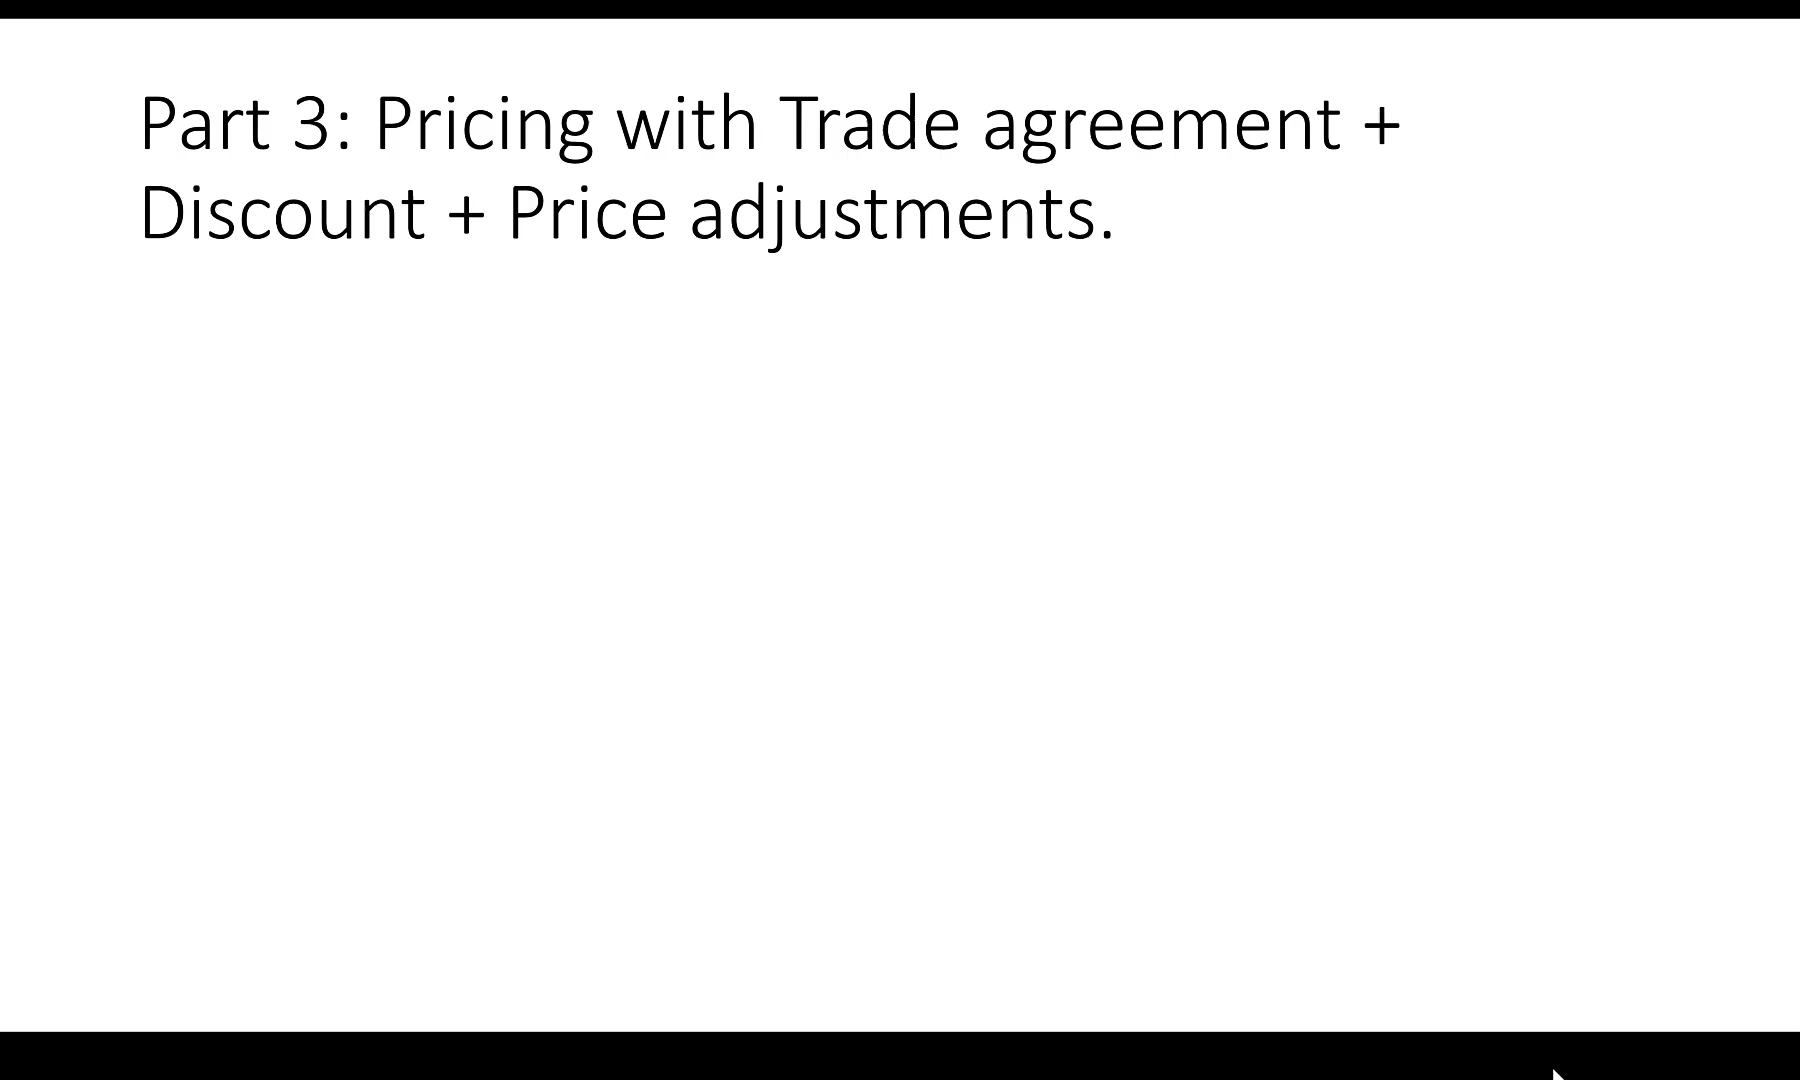 Part 3: Pricing with Trade agreement +
Discount + Price adjustments.